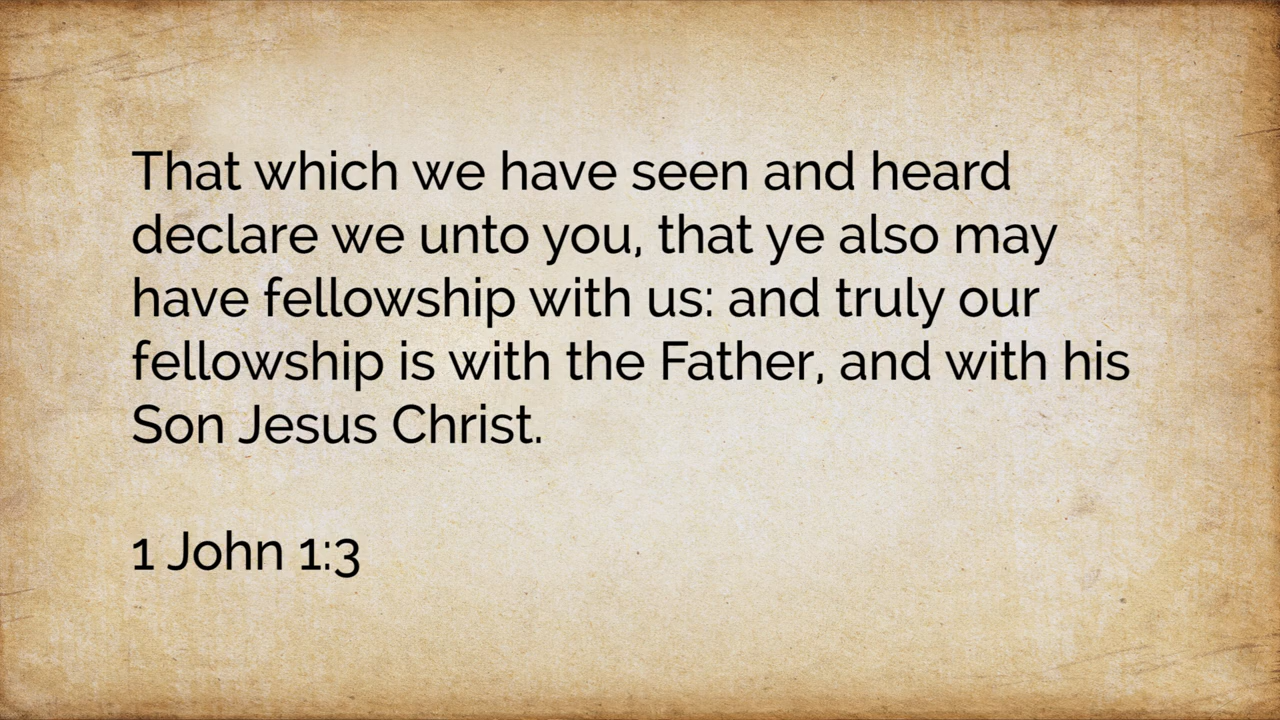 That which we have seen and heard
declare we unto you, that ye also may
have fellowship with us: and truly our
fellowship is with the Father, and with his
Son Jesus Christ.
1 John 1:3